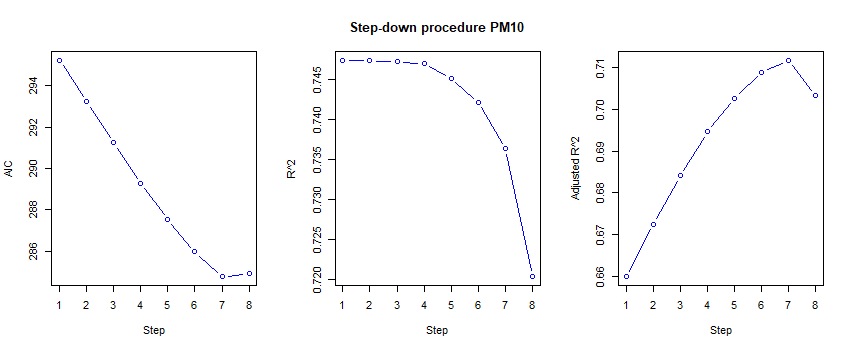 Step-down procedure PM10
AIC
294
292
290
288
286
1 2 3 4 5 6 7 8
Step
R^2
0.745
0.740
0.735
0.730
0.725
0.720
1 2 3 4 5 6 7 8
Step
Adjusted R^2
0.71
0.70
0.69
0.68
0.67
0.66
1 2 3 4 5 6 7 8
Step